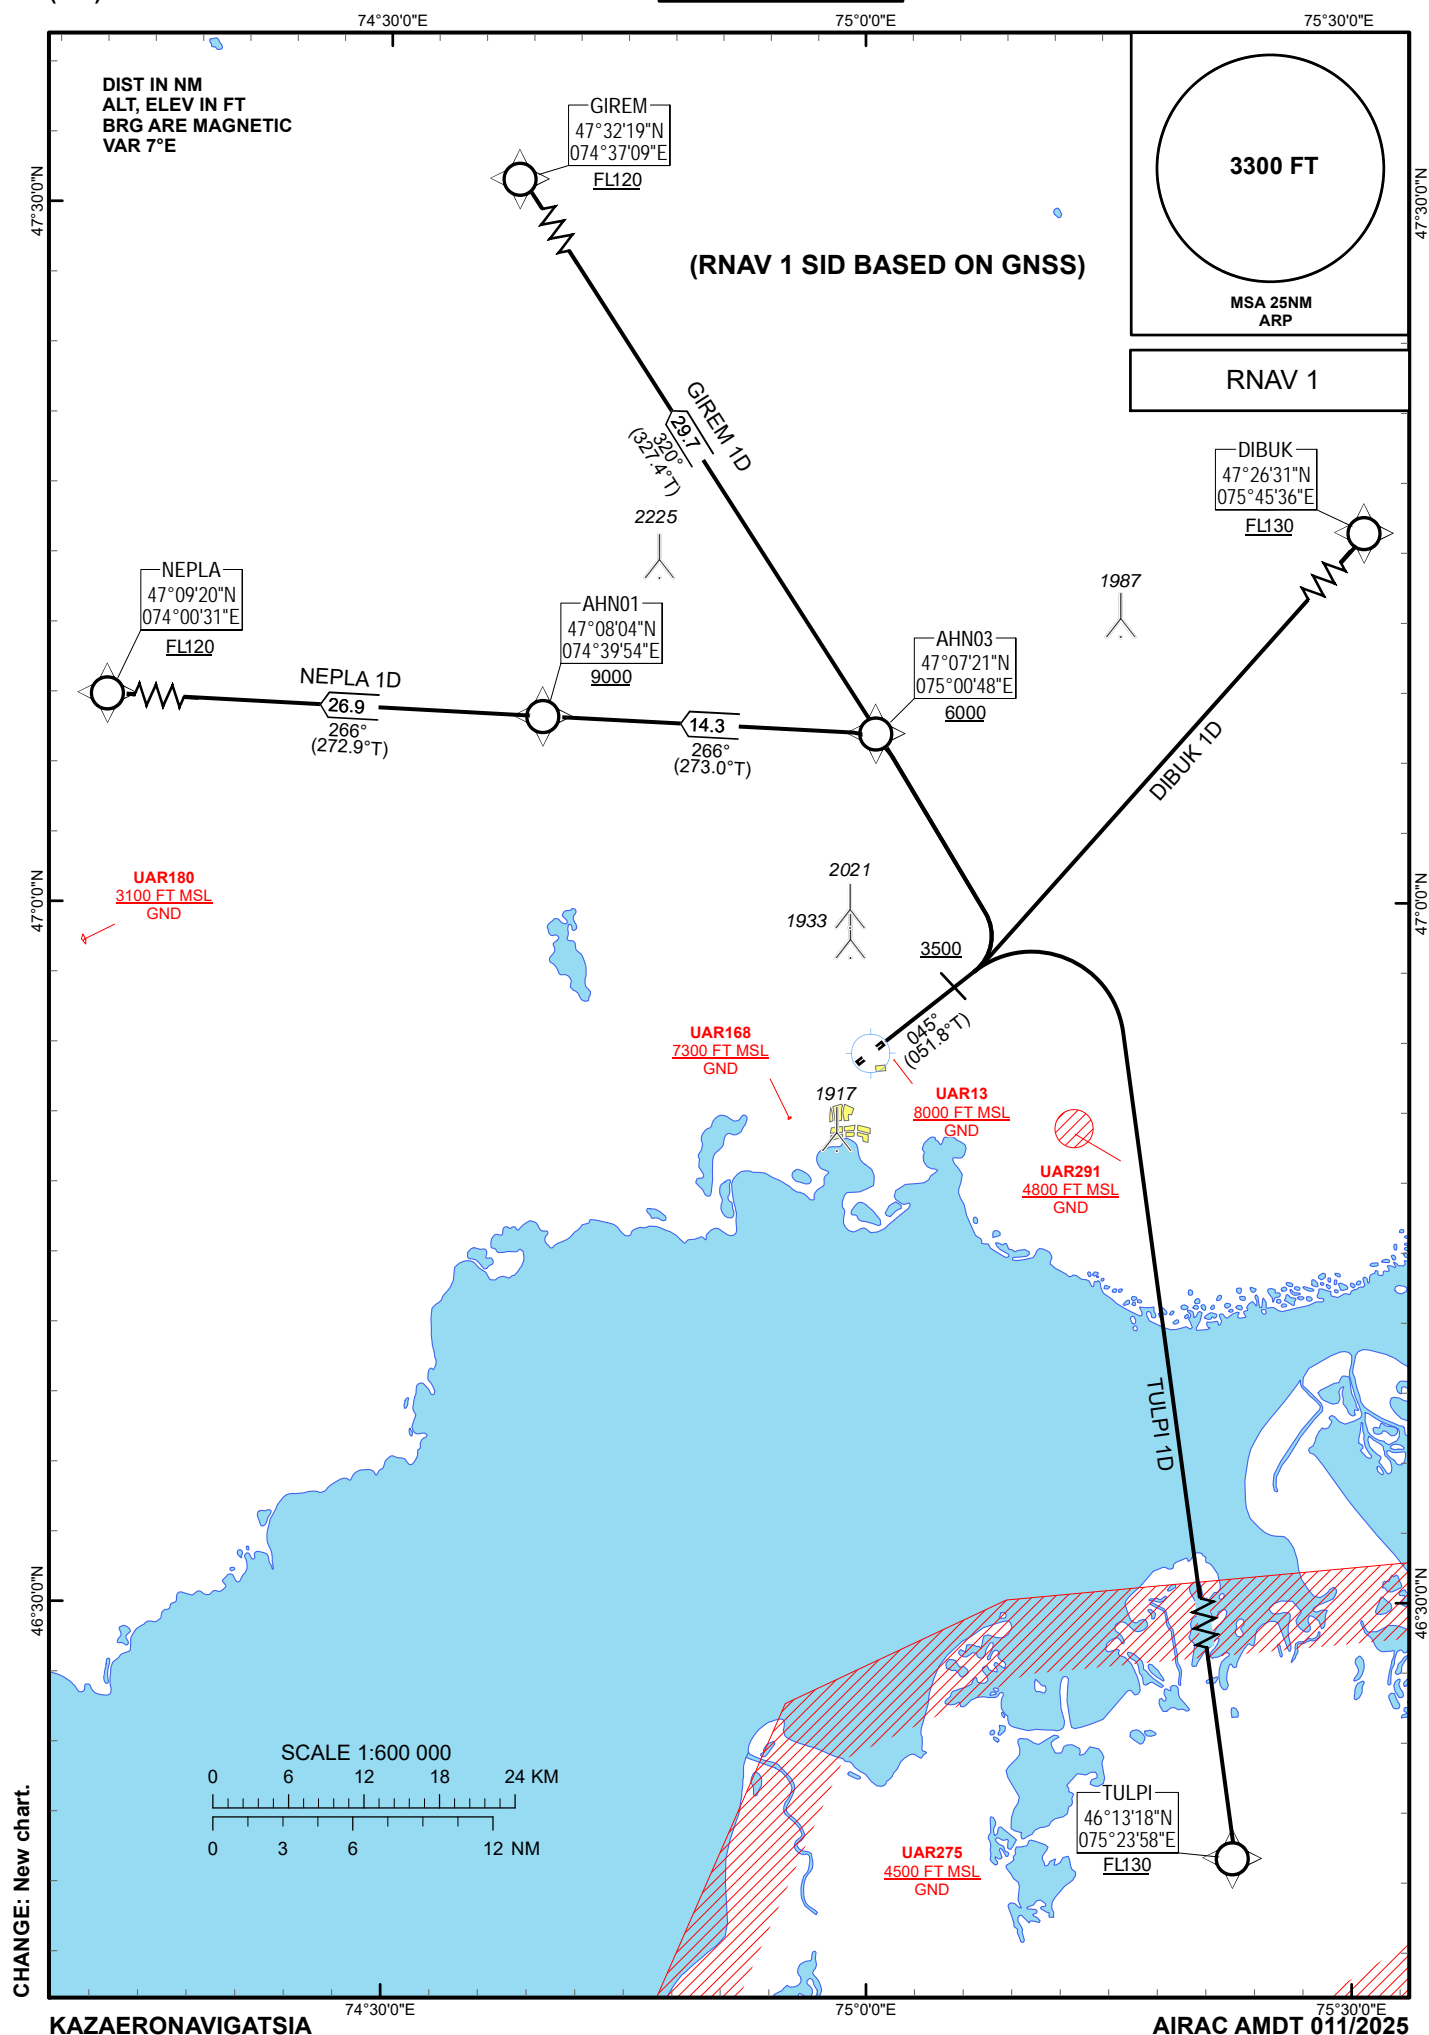 74°30'0"E
75°0'0"E
75°30'0"E
DIST IN NM
ALT, ELEV IN FT
BRG ARE MAGNETIC
VAR 7°E
GIREM
47°32'19"N
074°37'09"E
FL120
3300 FT
MSA 25NM
ARP
47°30'0"N
47°30'0"N
(RNAV 1 SID BASED ON GNSS)
RNAV 1
GIREM 1D
29.7
320°
(327.4°T)
DIBUK
47°26'31"N
075°45'36"E
FL130
2225
1987
NEPLA
47°09'20"N
074°00'31"E
FL120
AHN01
47°08'04"N
074°39'54"E
9000
AHN03
47°07'21"N
075°00'48"E
6000
NEPLA 1D
26.9
266°
(272.9°T)
14.3
266°
(273.0°T)
DIBUK 1D
2021
1933
UAR180
3100 FT MSL
GND
47°0'0"N
47°0'0"N
3500
045°
(051.8°T)
UAR168
7300 FT MSL
GND
1917
UAR13
8000 FT MSL
GND
UAR291
4800 FT MSL
GND
TULPI 1D
46°30'0"N
46°30'0"N
SCALE 1:600 000
0 6 12 18 24 KM
0 3 6 12 NM
TULPI
46°13'18"N
075°23'58"E
FL130
UAR275
4500 FT MSL
GND
CHANGE: New chart.
74°30'0"E
75°0'0"E
75°30'0"E
KAZAERONAVIGATSIA
AIRAC AMDT 011/2025